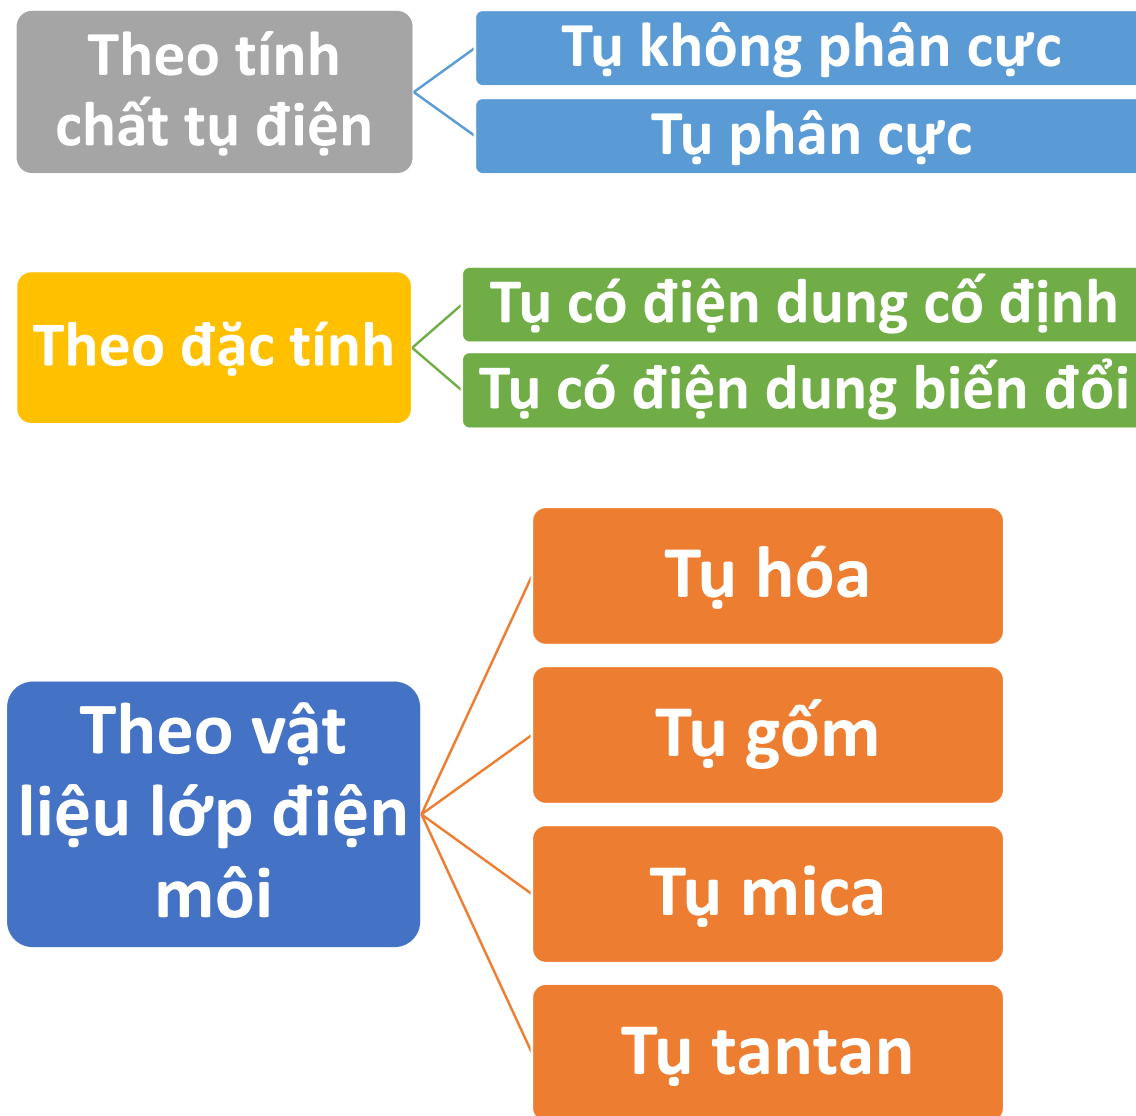 Theo tính
chất tụ điện
Tụ không phân cực
Tụ phân cực
Theo đặc tính
Tụ có điện dung cố định
Tụ có điện dung biến đổi
Theo vật
liệu lớp điện
môi
Tụ hóa
Tụ gốm
Tụ mica
Tụ tantan